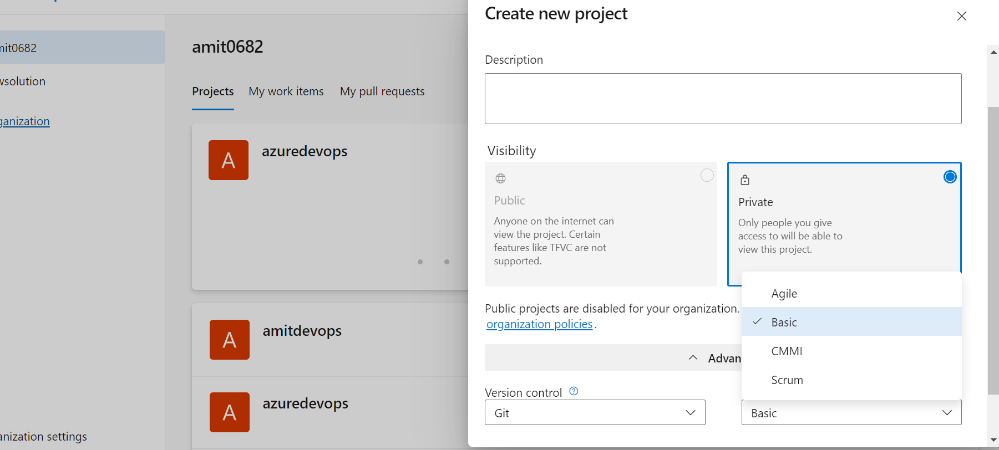 mit0682
wsolution
ganization
anization settings
amit0682
Projects My work items My pull requests
A azuredevops
A amitdevops
A azuredevops
Create new project
Description
Visibility
Public
Anyone on the internet can
view the project. Certain
features like TFVC are not
supported.
Private
Only people you give
access to will be able to
view this project.
Public projects are disabled for your organization.
organization policies.
Advan
Agile
Basic
CMMI
Scrum
Version control
Git
Basic